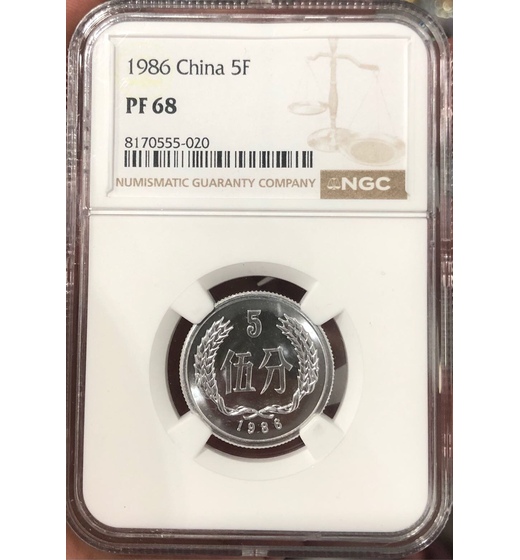 1986 China 5F
PF 68
8170555-020
NUMISMATIC GUARANTY COMPANY
NGC
5
伍分
1986